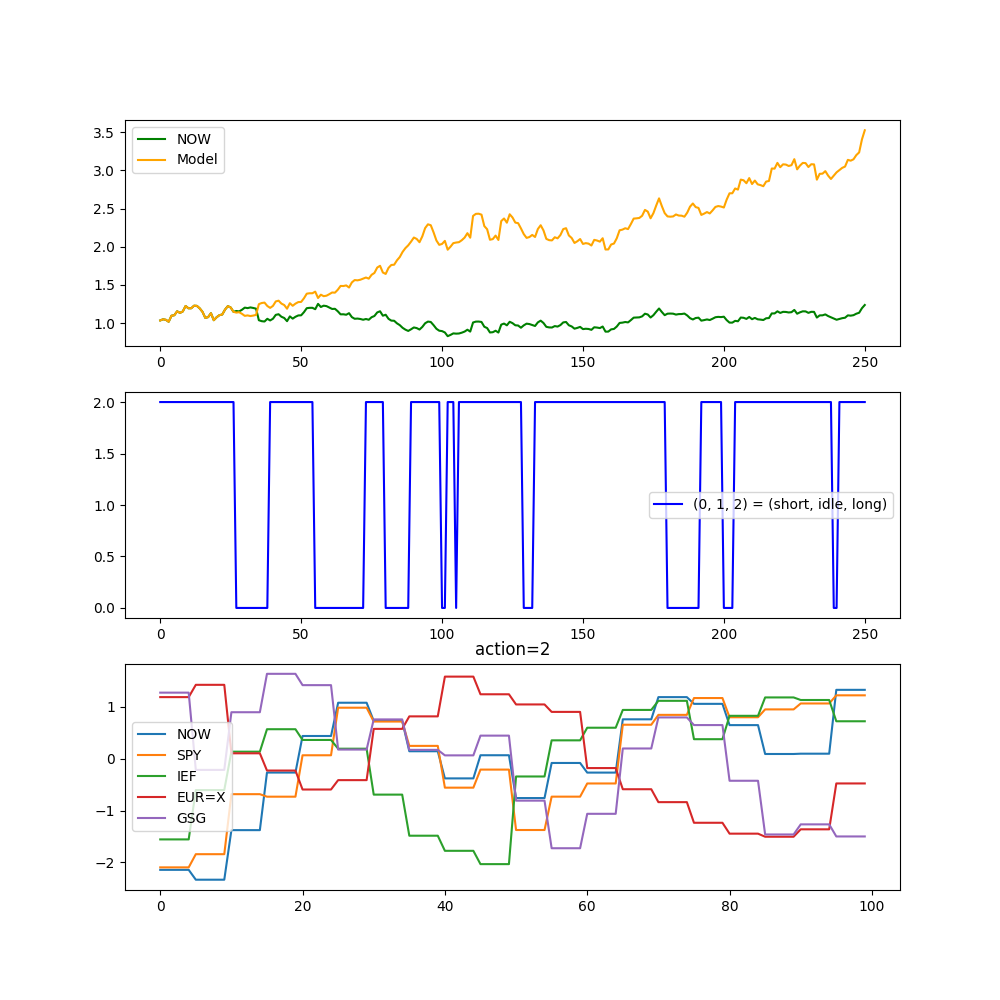 3.5
3.0
2.5
2.0
1.5
1.0
NOW
Model
0 50 100 150 200 250
2.0
1.5
1.0
0.5
0.0
(0, 1, 2) = (short, idle, long)
0 50 100 150 200 250
action=2
1
0
−1
−2
NOW
SPY
IEF
EUR=X
GSG
0 20 40 60 80 100